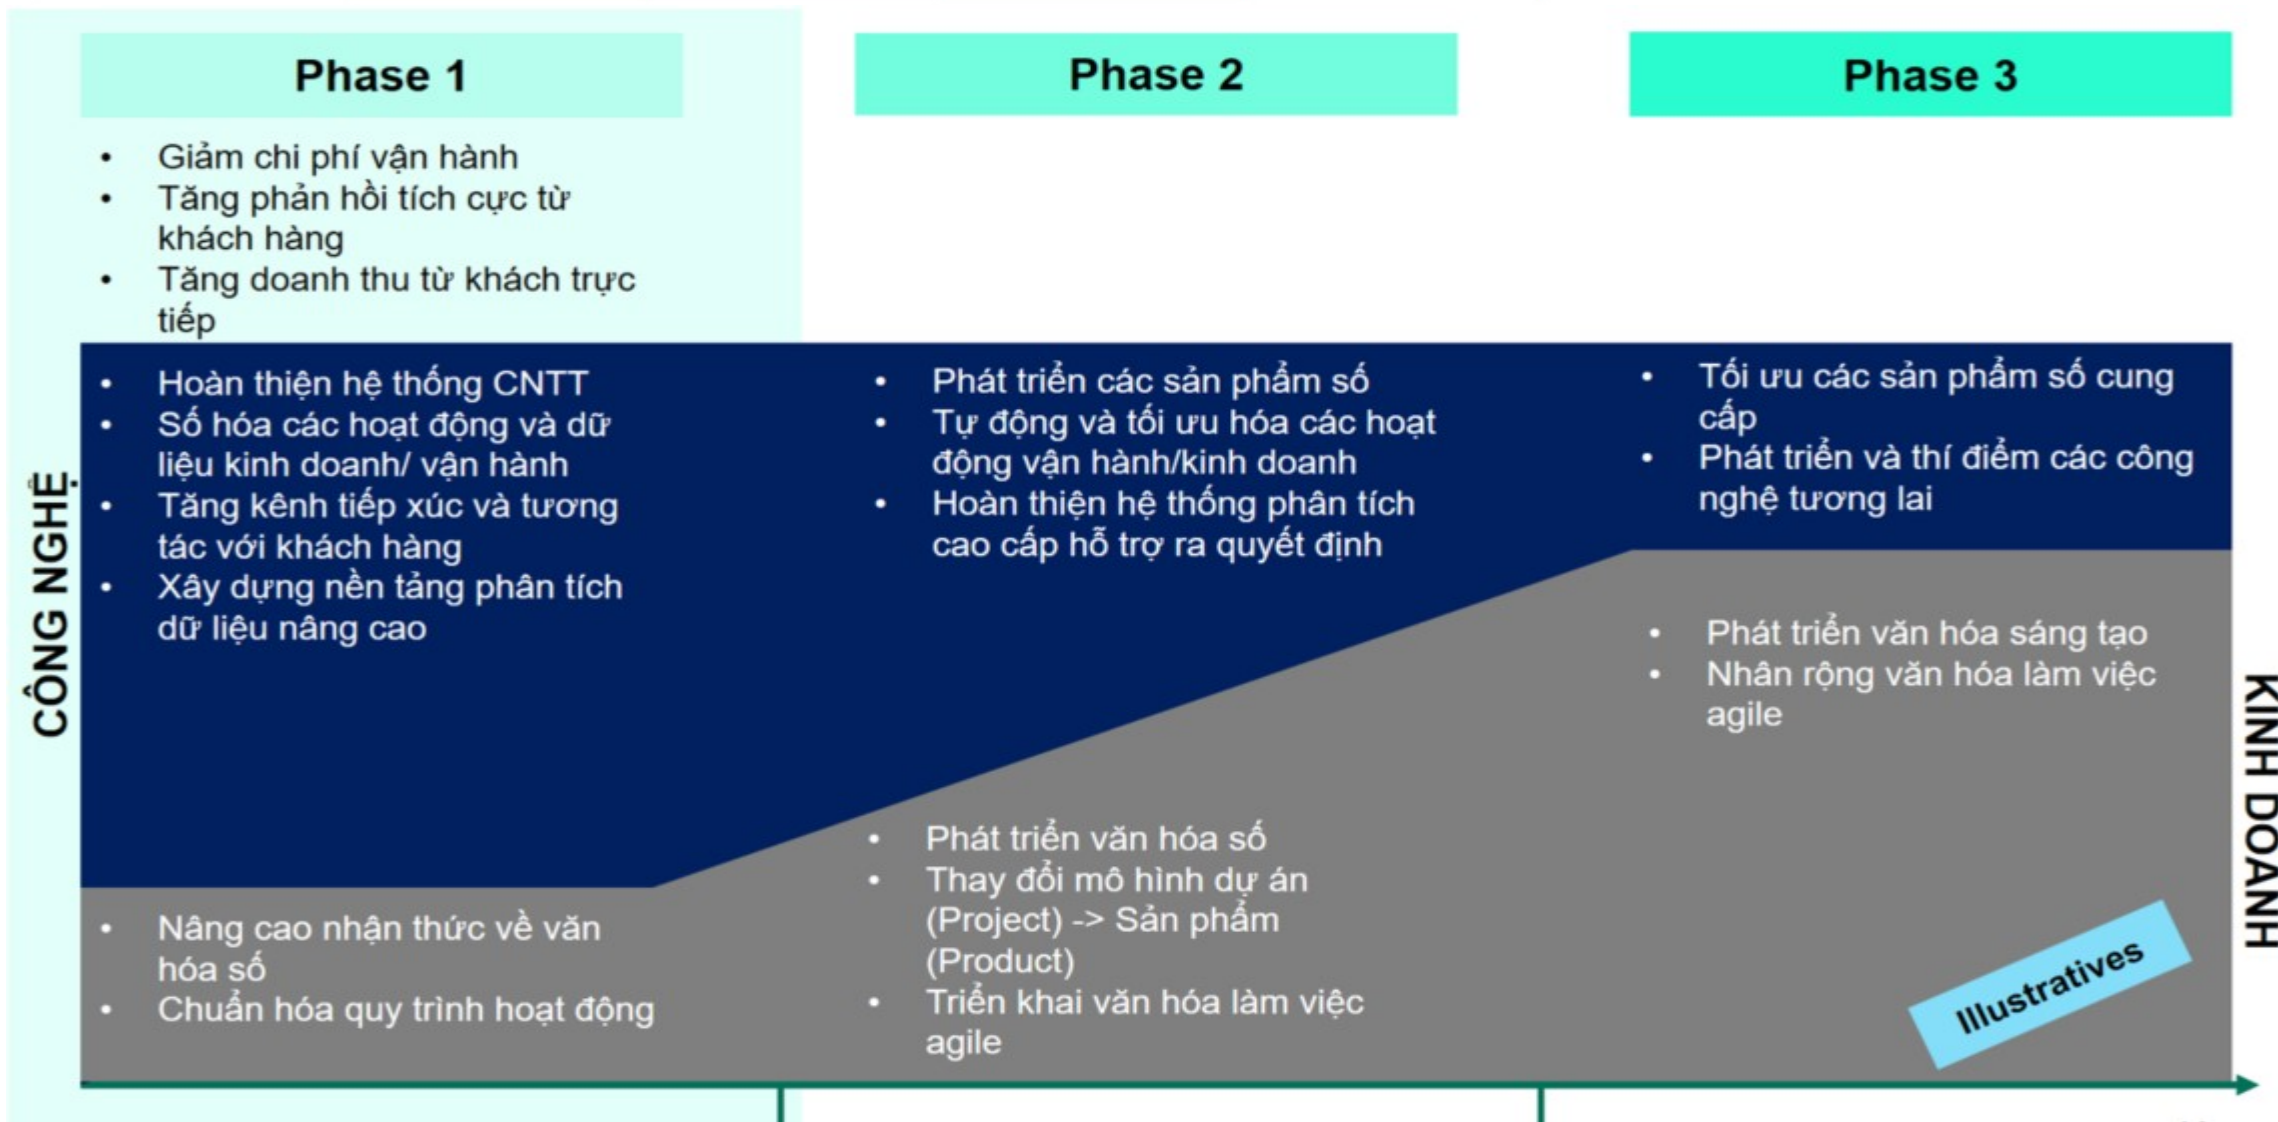 Phase 1
• Giảm chi phí vận hành
• Tăng phản hồi tích cực từ
khách hàng
• Tăng doanh thu từ khách trực
tiếp
Phase 2
Phase 3
CÔNG NGHỆ
• Hoàn thiện hệ thống CNTT
• Số hóa các hoạt động và dữ
liệu kinh doanh/ vận hành
• Tăng kênh tiếp xúc và tương
tác với khách hàng
• Xây dựng nền tảng phân tích
dữ liệu nâng cao
• Phát triển các sản phẩm số
• Tự động và tối ưu hóa các hoạt
động vận hành/kinh doanh
• Hoàn thiện hệ thống phân tích
cao cấp hỗ trợ ra quyết định
• Tối ưu các sản phẩm số cung
cấp
• Phát triển và thí điểm các công
nghệ tương lai
• Nâng cao nhận thức về văn
hóa số
• Chuẩn hóa quy trình hoạt động
• Phát triển văn hóa số
• Thay đổi mô hình dự án
(Project) -> Sản phẩm
(Product)
• Triển khai văn hóa làm việc
agile
• Phát triển văn hóa sáng tạo
• Nhân rộng văn hóa làm việc
agile
KINH DOANH
Illustratives